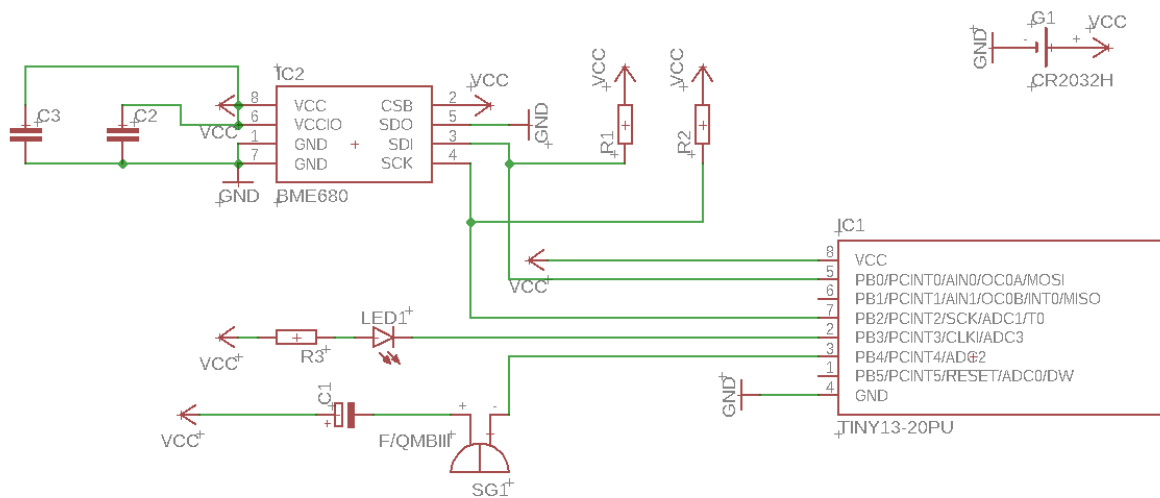 G1
VCC
GND
- +
CR2032H
IC2
VCC
VCC
VCC
C3
C2
8 VCC CSB 2
6 VCCIO SDO 5
1 GND SDI 3
7 GND SCK 4
VCC
GND
R1
R2
GND
BME680
IC1
8 VCC
5 PB0/PCINT0/AIN0/OC0A/MOSI
6 PB1/PCINT1/AIN1/OC0B/INT0/MISO
7 PB2/PCINT2/SCK/ADC1/T0
2 PB3/PCINT3/CLKI/ADC3
3 PB4/PCINT4/ADC2
1 PB5/PCINT5/RESET/ADC0/DW
4 GND
VCC
LED1
VCC
R3
GND
C1
+
VCC
+ -
F/QMBIII
TINY13-20PU
SG1